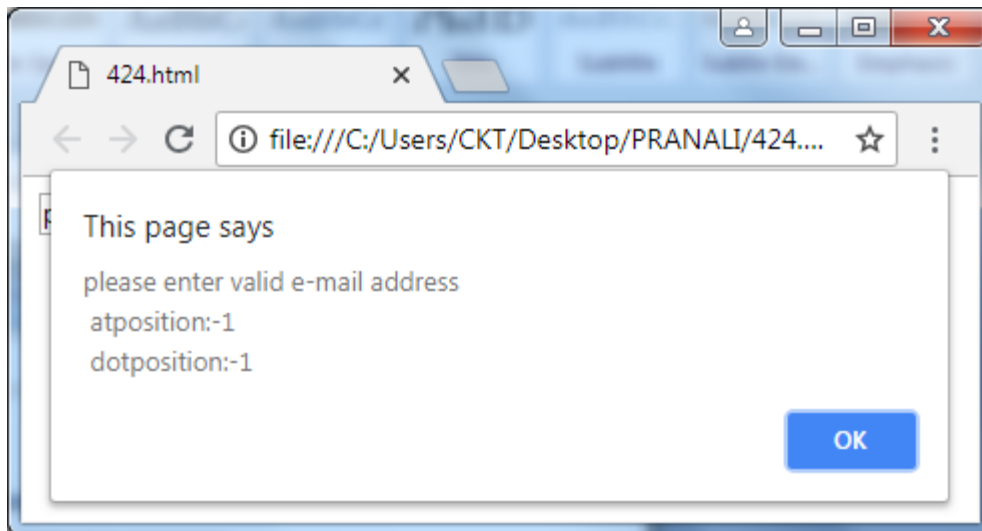 424.html
file:///C:/Users/CKT/Desktop/PRANALI/424....
This page says
please enter valid e-mail address
atposition:-1
dotposition:-1
OK